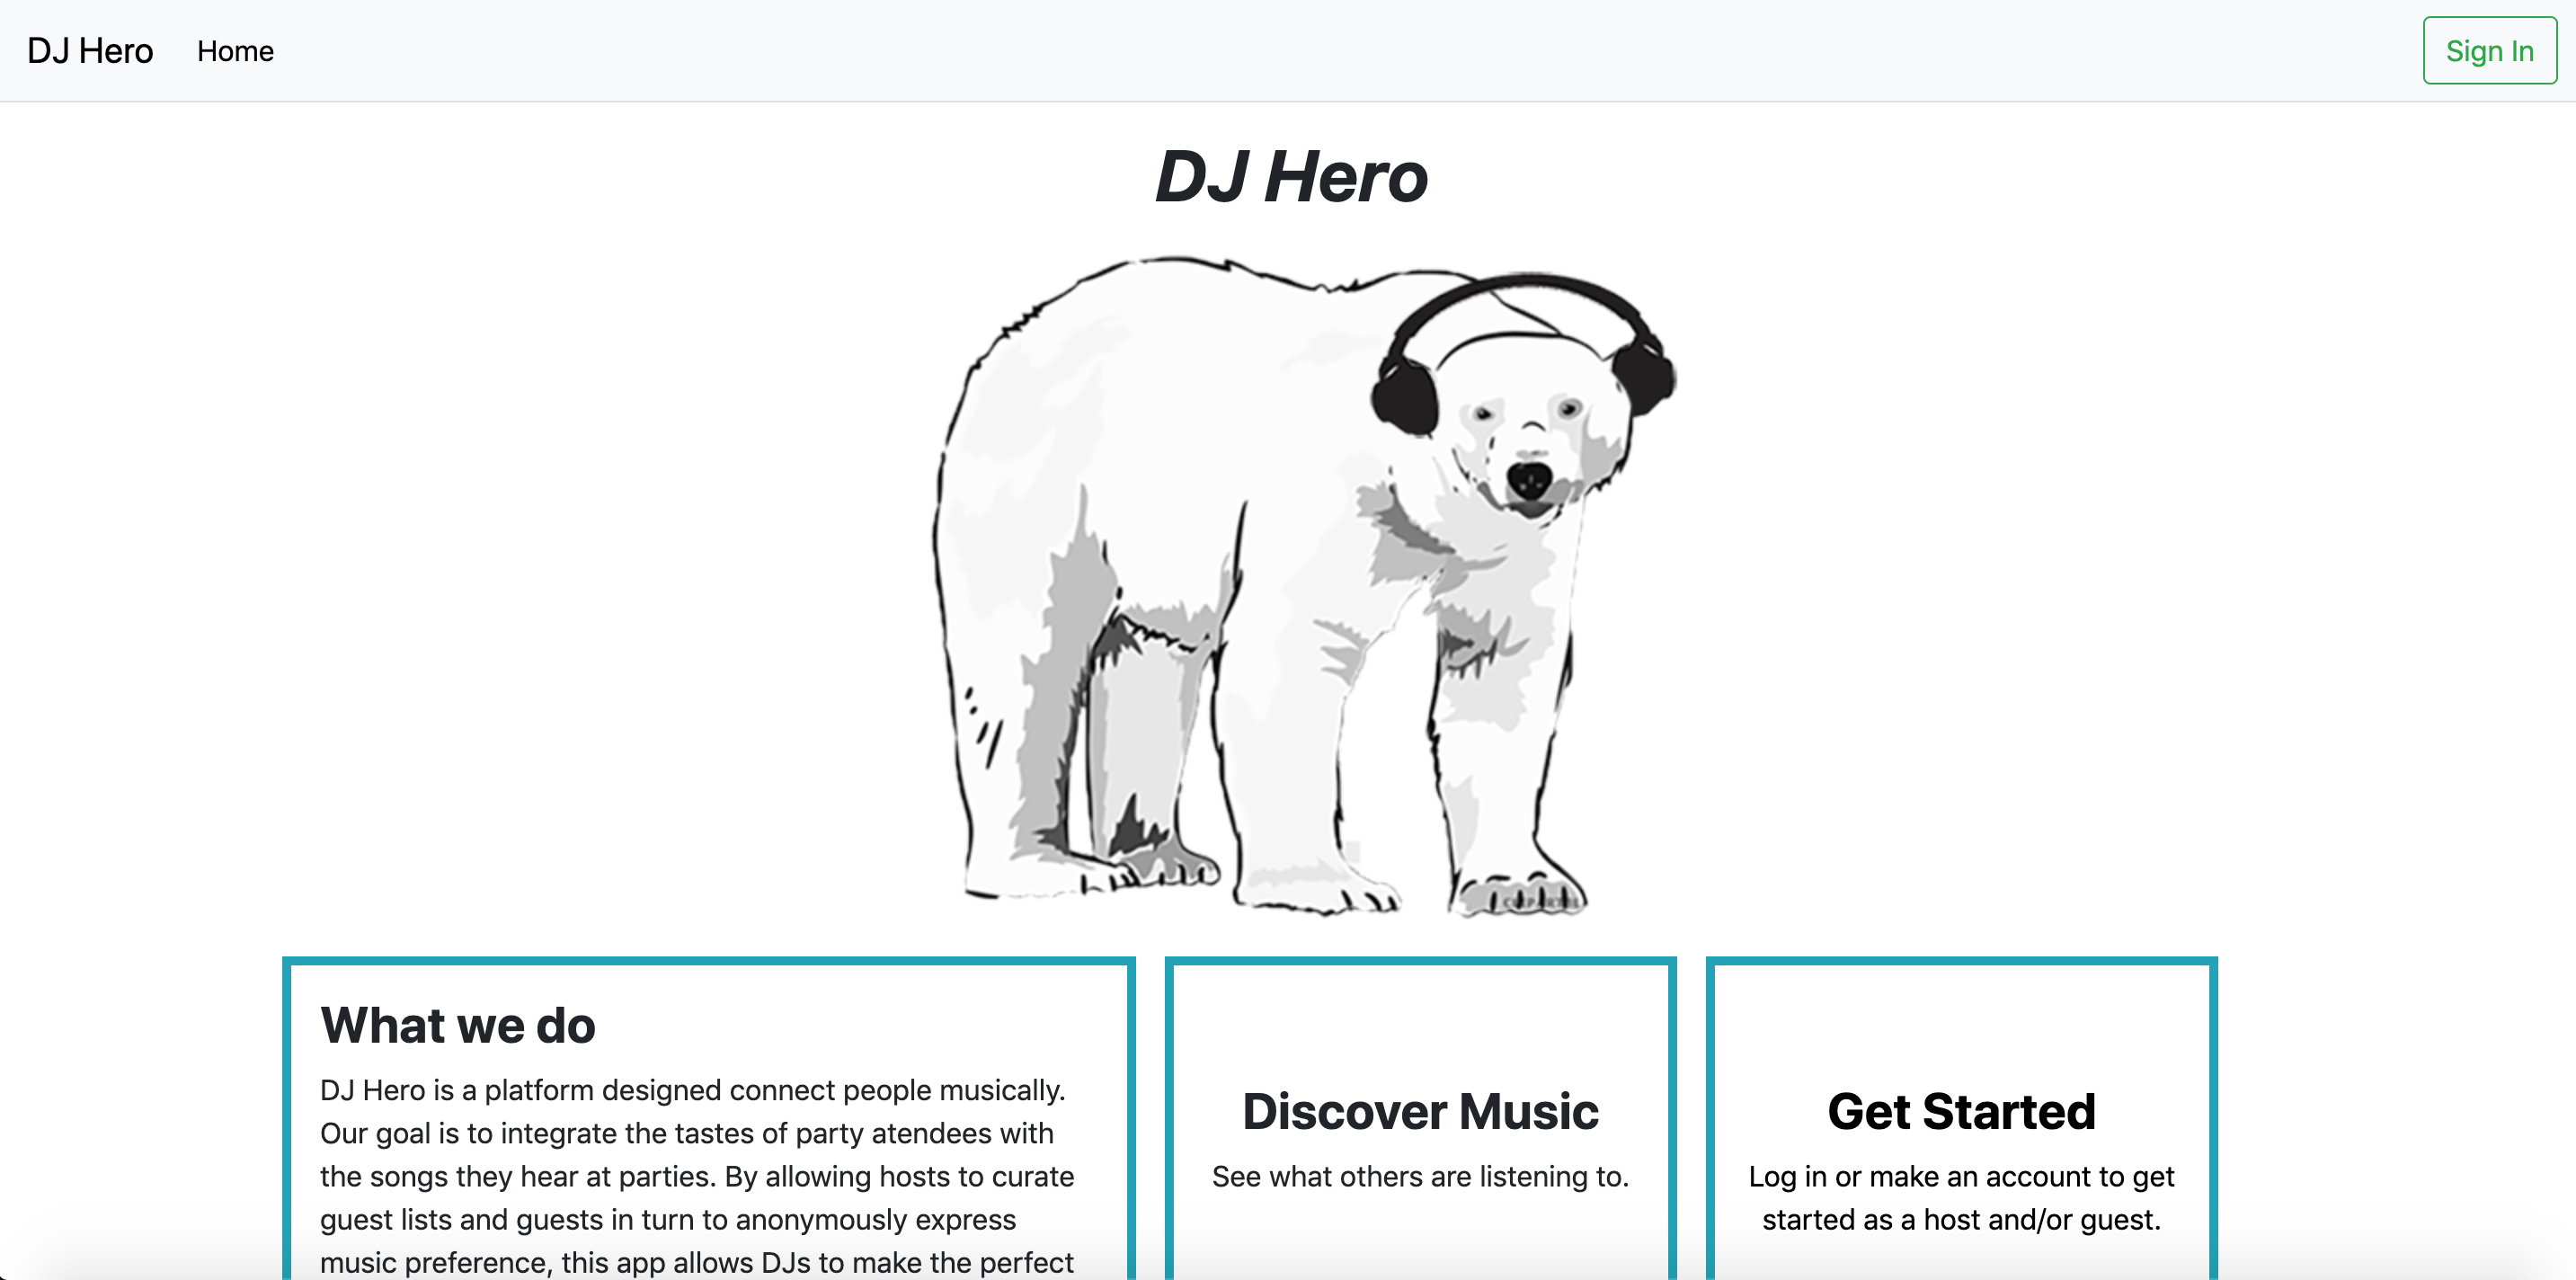 DJ Hero
Home
Sign In
DJ Hero
What we do
DJ Hero is a platform designed connect people musically.
Our goal is to integrate the tastes of party atendees with
the songs they hear at parties. By allowing hosts to curate
guest lists and guests in turn to anonymously express
music preference, this app allows DJs to make the perfect
Discover Music
See what others are listening to.
Get Started
Log in or make an account to get
started as a host and/or guest.